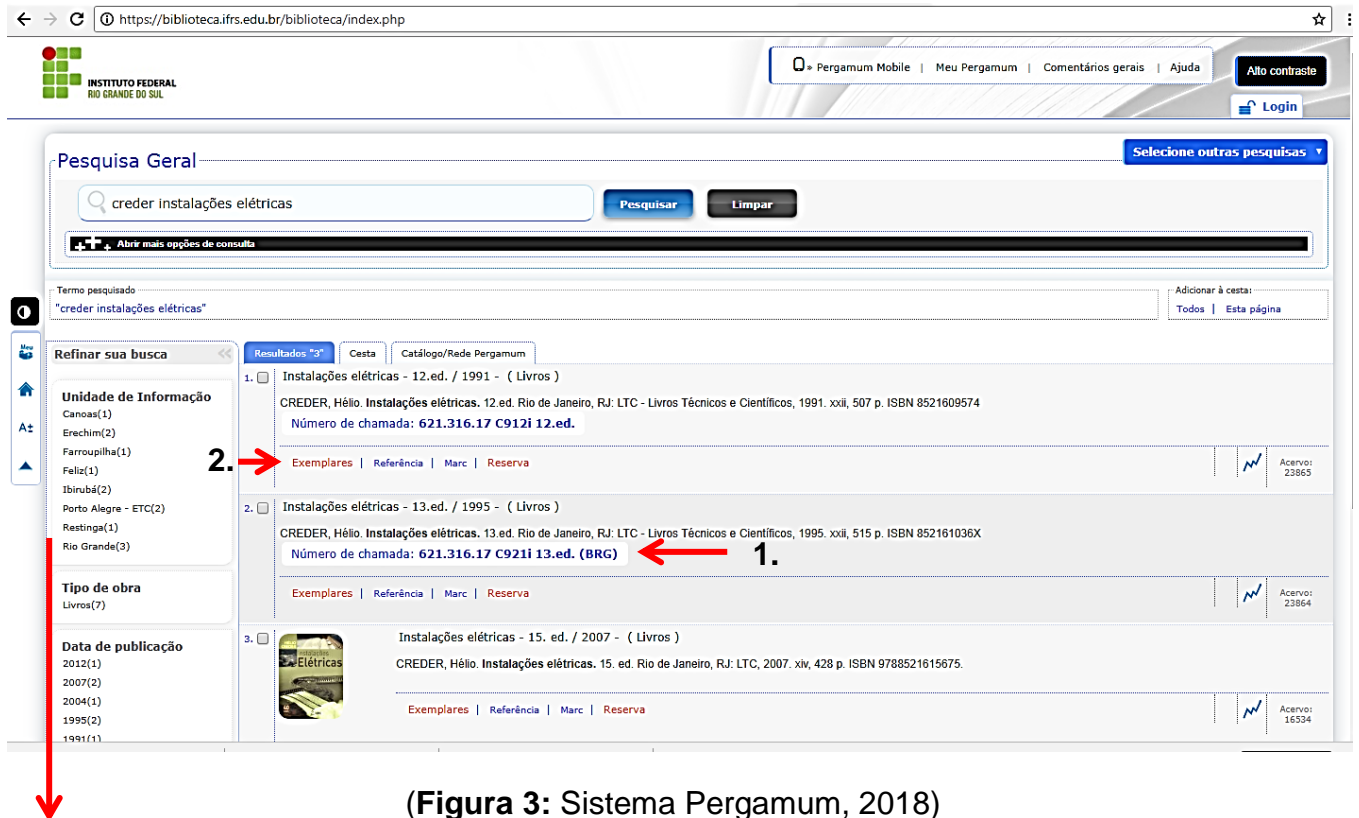 https://biblioteca.ifrs.edu.br/biblioteca/index.php
INSTITUTO FEDERAL
RIO GRANDE DO SUL
» Pergamum Mobile | Meu Pergamum | Comentários gerais | Ajuda
Alto contraste
Login
Pesquisa Geral
Selecione outras pesquisas
creder instalações elétricas
Pesquisar
Limpar
Abrir mais opções de consulta
Termo pesquisado
"creder instalações elétricas"
Adicionar à cesta:
Todos | Esta página
Meu
A±
Refinar sua busca
Unidade de Informação
Canoas(1)
Erechim(2)
Farroupilha(1)
Feliz(1)
Ibirubá(2)
Porto Alegre - ETC(2)
Restinga(1)
Rio Grande(3)
Tipo de obra
Livros(7)
Data de publicação
2012(1)
2007(2)
2004(1)
1995(2)
1991(1)
Resultados "3"
Cesta
Catálogo/Rede Pergamum
1. Instalações elétricas - 12.ed. / 1991 - ( Livros )
CREDER, Hélio. Instalações elétricas. 12.ed. Rio de Janeiro, RJ: LTC - Livros Técnicos e Científicos, 1991. xxii, 507 p. ISBN 8521609574
Número de chamada: 621.316.17 C912i 12.ed.
2.
Exemplares | Referência | Marc | Reserva
Acervo:
23865
2. Instalações elétricas - 13.ed. / 1995 - ( Livros )
CREDER, Hélio. Instalações elétricas. 13.ed. Rio de Janeiro, RJ: LTC - Livros Técnicos e Científicos, 1995. xxii, 515 p. ISBN 852161036X
Número de chamada: 621.316.17 C921i 13.ed. (BRG)
1.
Exemplares | Referência | Marc | Reserva
Acervo:
23864
3. Instalações elétricas - 15. ed. / 2007 - ( Livros )
Elétricas
CREDER, Hélio. Instalações elétricas. 15. ed. Rio de Janeiro, RJ: LTC, 2007. xiv, 428 p. ISBN 9788521615675.
Exemplares | Referência | Marc | Reserva
Acervo:
16534
(Figura 3: Sistema Pergamum, 2018)